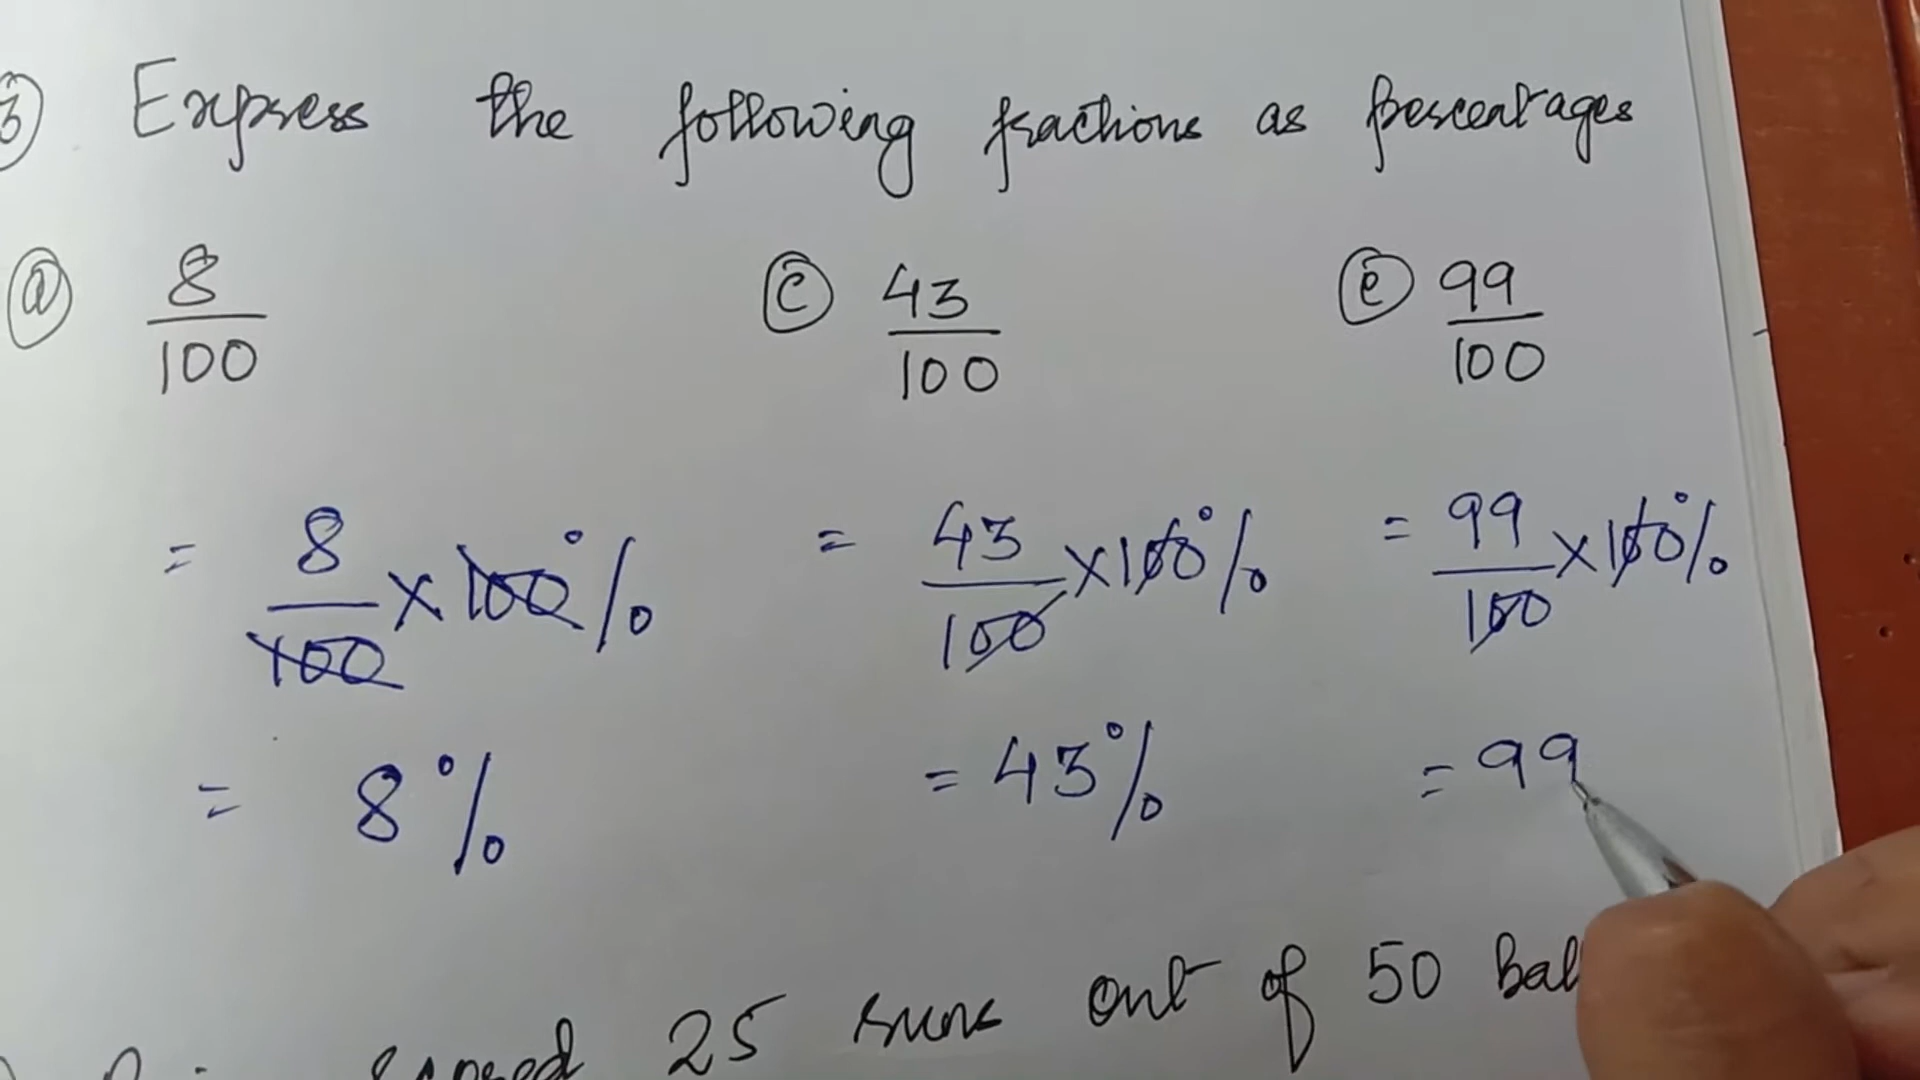 3 Express the following fractions as percentages
a 8/100 c 43/100 e 99/100
= 8/100 × 100% = 43/100 × 100% = 99/100 × 100%
= 8% = 43% = 99
scored 25 runs out of 50 bal